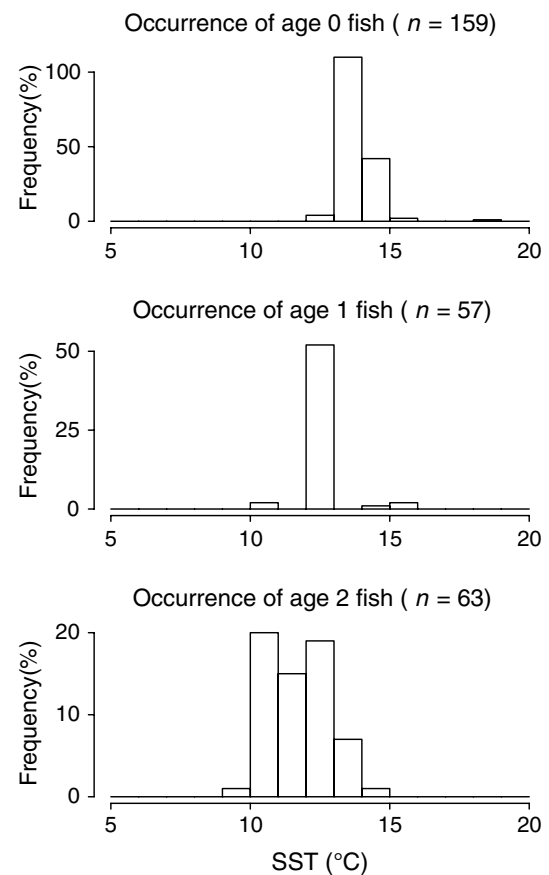 Occurrence of age 0 fish ( n = 159)
Frequency(%)
100
50
0
5 10 15 20
Occurrence of age 1 fish ( n = 57)
Frequency(%)
50
25
0
5 10 15 20
Occurrence of age 2 fish ( n = 63)
Frequency(%)
20
10
0
5 10 15 20
SST (°C)